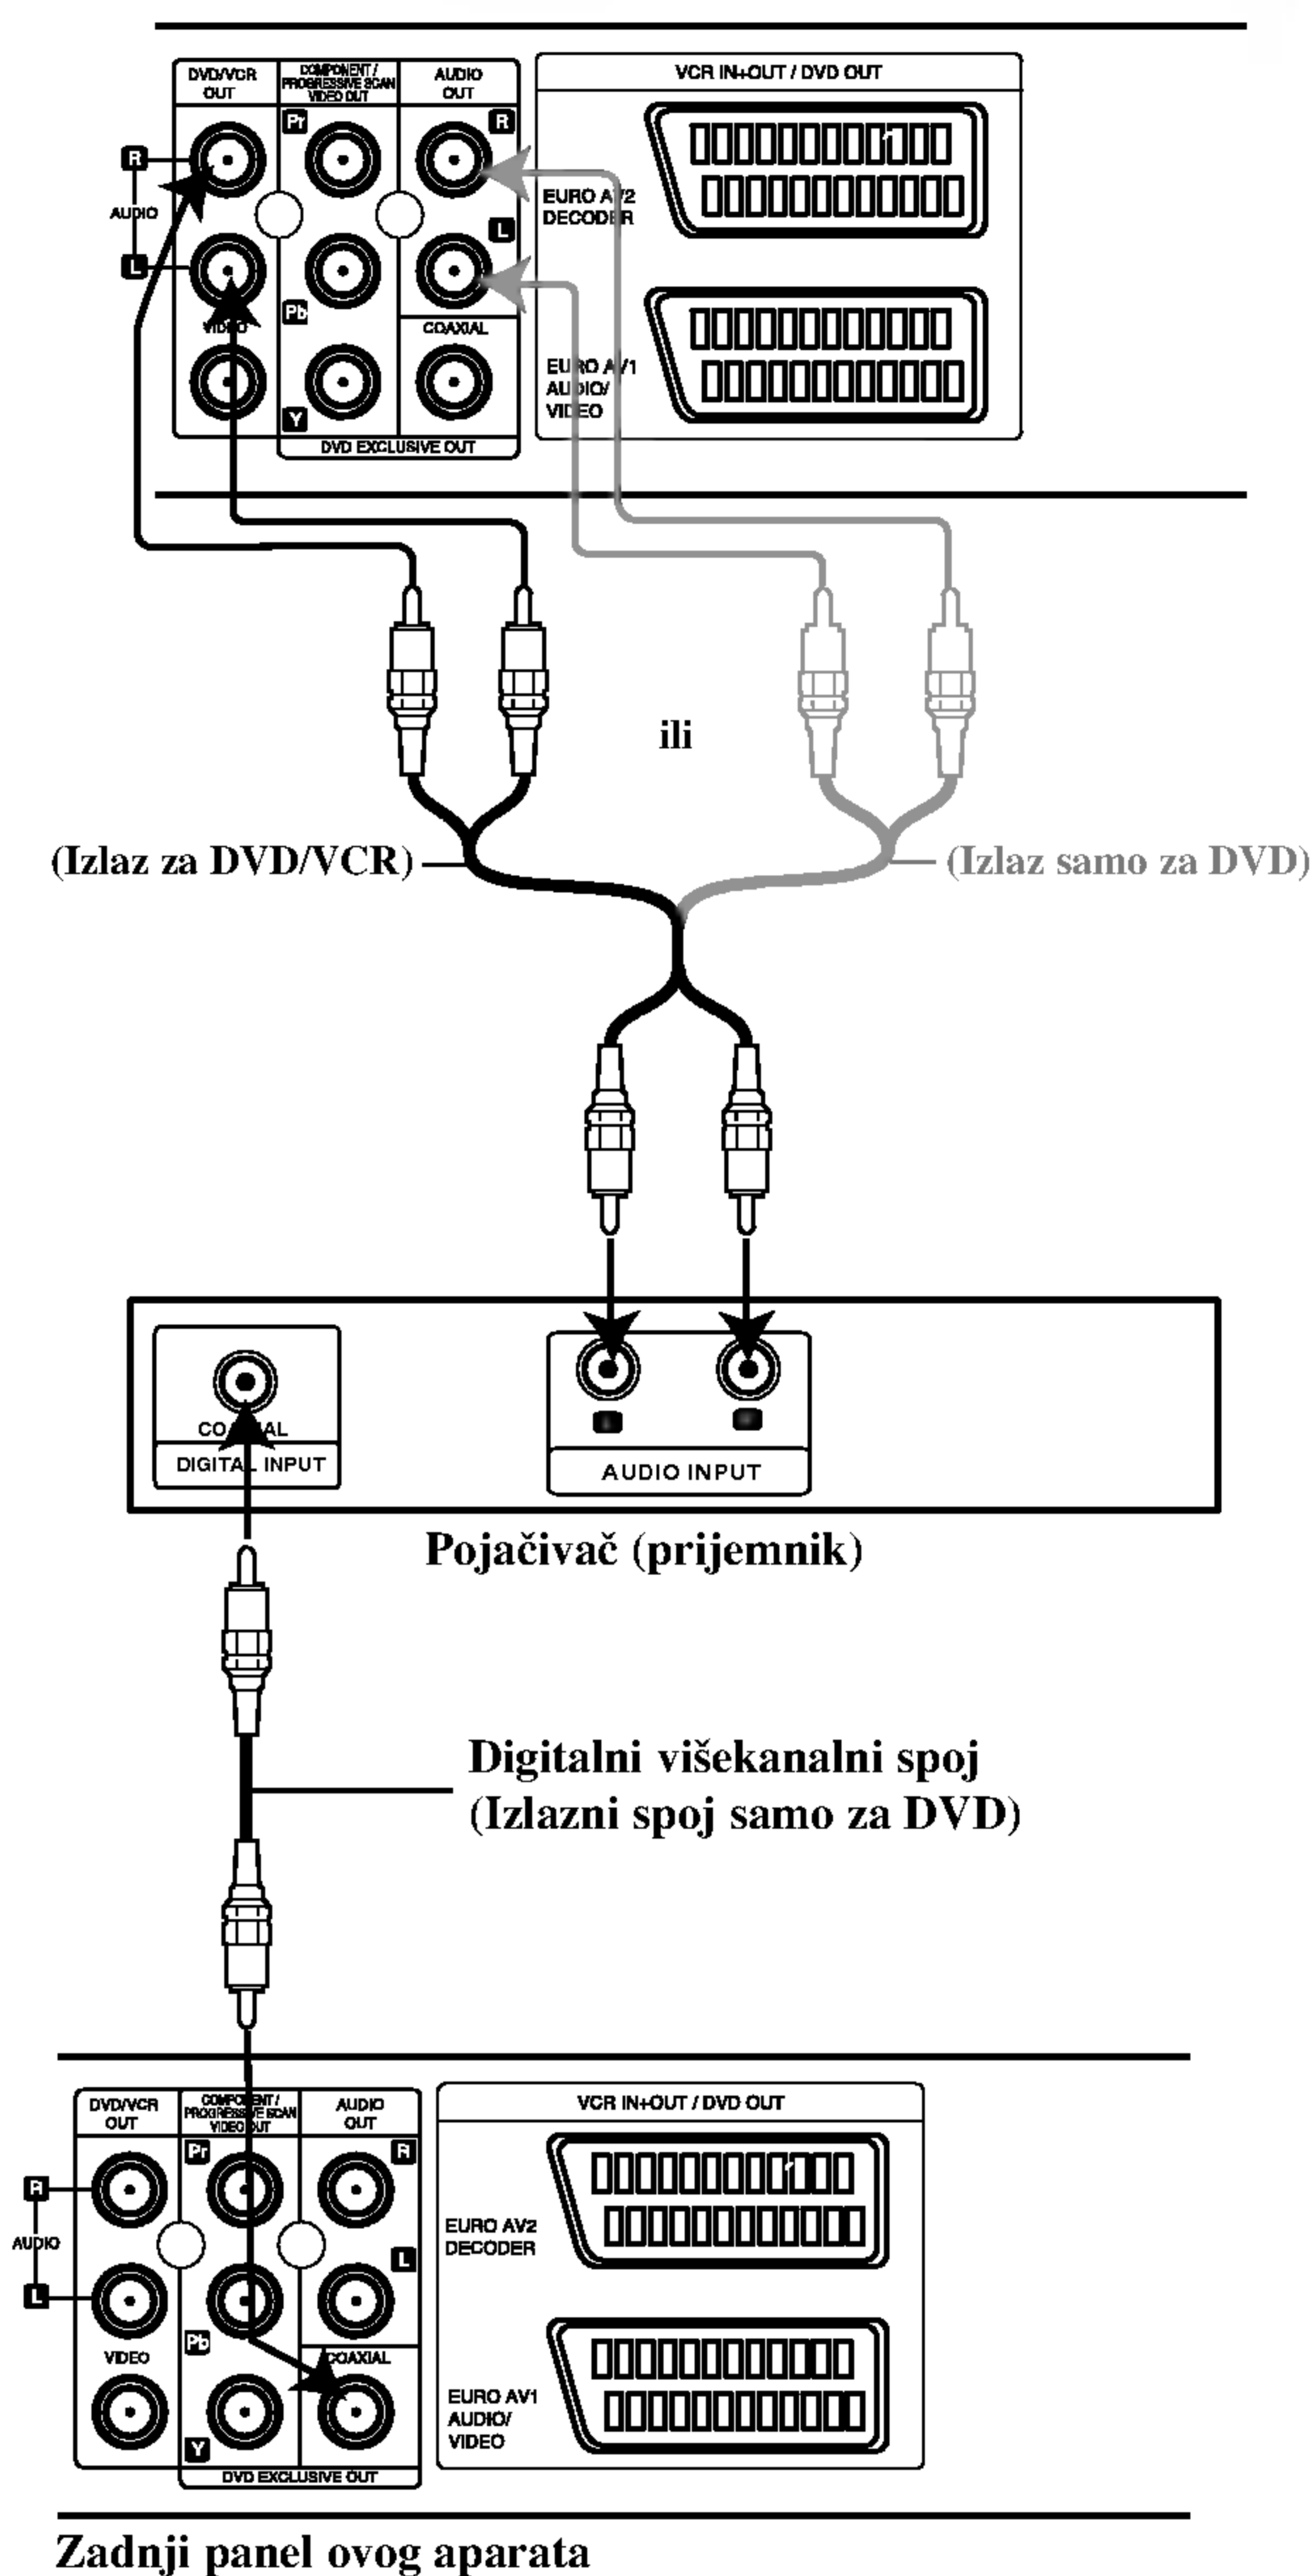 DVD/VCR
OUT
COMPONENT /
PROGRESSIVE SCAN
VIDEO OUT
AUDIO
OUT
VCR IN+OUT / DVD OUT
Pr
R
R
AUDIO
L
EURO AV2
DECODER
L
Pb
VIDEO
COAXIAL
EURO AV1
AUDIO/
VIDEO
Y
DVD EXCLUSIVE OUT
ili
(Izlaz za DVD/VCR)
(Izlaz samo za DVD)
COAXIAL
DIGITAL INPUT
AUDIO INPUT
Pojačivač (prijemnik)
Digitalni višekanalni spoj
(Izlazni spoj samo za DVD)
DVD/VCR
OUT
COMPONENT /
PROGRESSIVE SCAN
VIDEO OUT
AUDIO
OUT
VCR IN+OUT / DVD OUT
Pr
R
R
AUDIO
L
EURO AV2
DECODER
L
Pb
VIDEO
COAXIAL
EURO AV1
AUDIO/
VIDEO
Y
DVD EXCLUSIVE OUT
Zadnji panel ovog aparata